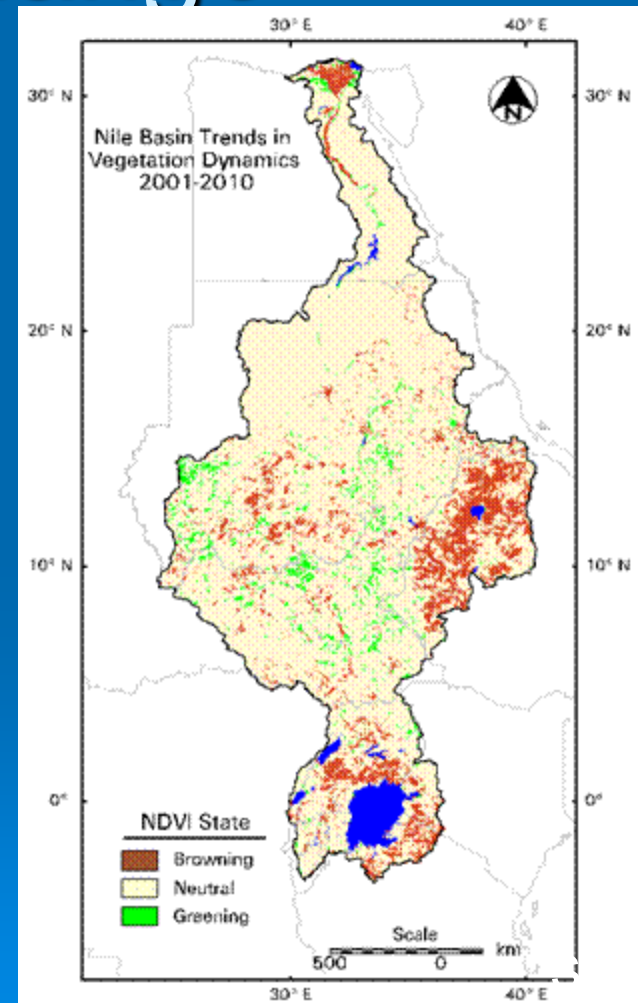 30° E 40° E
30° N 30° N
N
Nile Basin Trends in
Vegetation Dynamics
2001-2010
20° N 20° N
10° N 10° N
0° 0°
NDVI State
Browning
Neutral
Greening
Scale
500 0 km
30° E 40° E